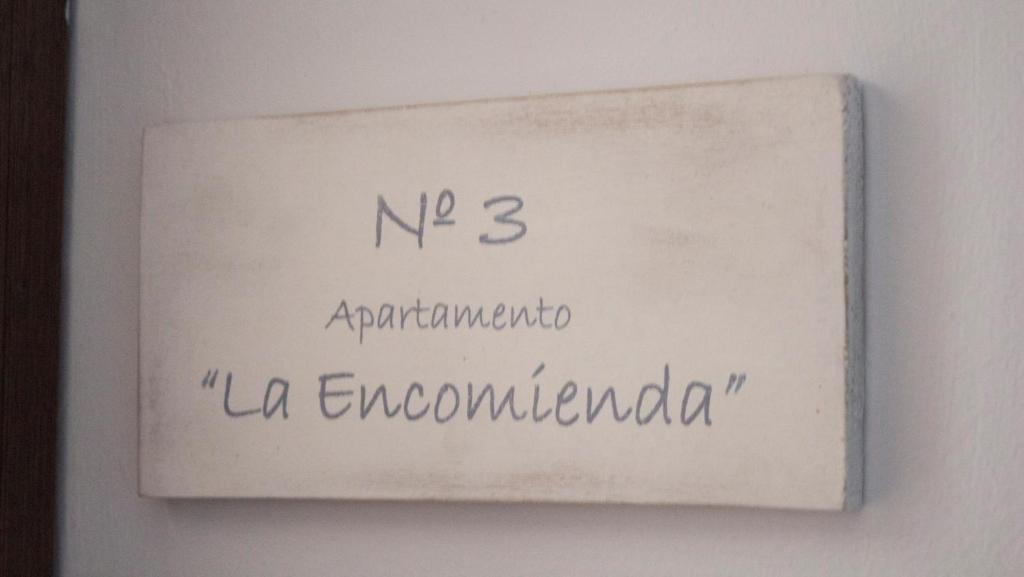 Nº 3
Apartamento
“La Encomienda”